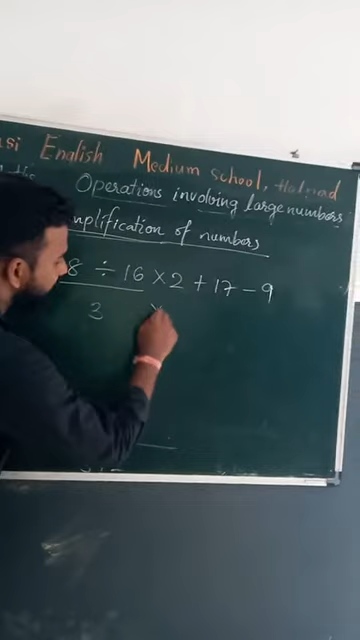 English Medium school,
Operations involving large numbers
Simplification of numbers
8 ÷ 16 × 2 + 17 - 9
3 ×